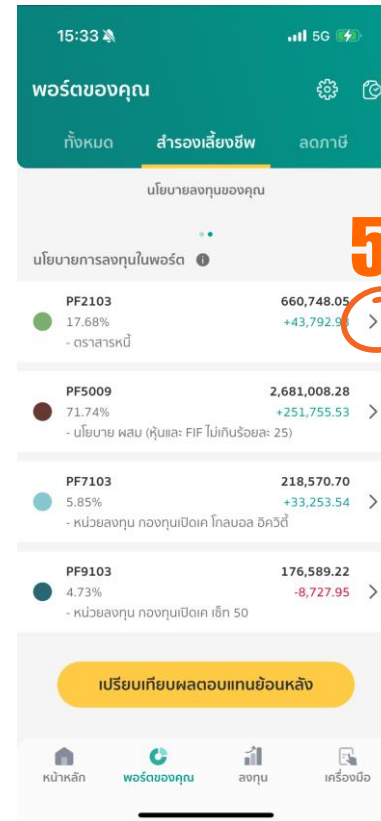 15:33
5G
พอร์ตของคุณ
ทั้งหมด สำรองเลี้ยงชีพ ลดภาษี
นโยบายลงทุนของคุณ
นโยบายการลงทุนในพอร์ต
5
PF2103 660,748.05
17.68% +43,792.93
- ตราสารหนี้
PF5009 2,681,008.28
71.74% +251,755.53
- นโยบาย ผสม (หุ้นและ FIF ไม่เกินร้อยละ 25)
PF7103 218,570.70
5.85% +33,253.54
- หน่วยลงทุน กองทุนเปิดเค โกลบอล อิควิตี้
PF9103 176,589.22
4.73% -8,727.95
- หน่วยลงทุน กองทุนเปิดเค เซ็ท 50
เปรียบเทียบผลตอบแทนย้อนหลัง
หน้าหลัก พอร์ตของคุณ ลงทุน เครื่องมือ